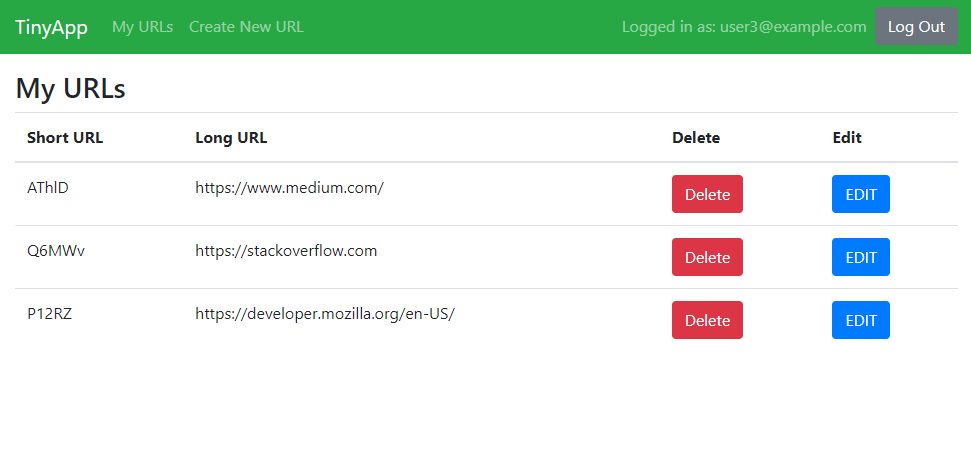 TinyApp My URLs Create New URL Logged in as: user3@example.com Log Out
My URLs
Short URL Long URL Delete Edit
AThlD https://www.medium.com/ Delete EDIT
Q6MWv https://stackoverflow.com Delete EDIT
P12RZ https://developer.mozilla.org/en-US/ Delete EDIT